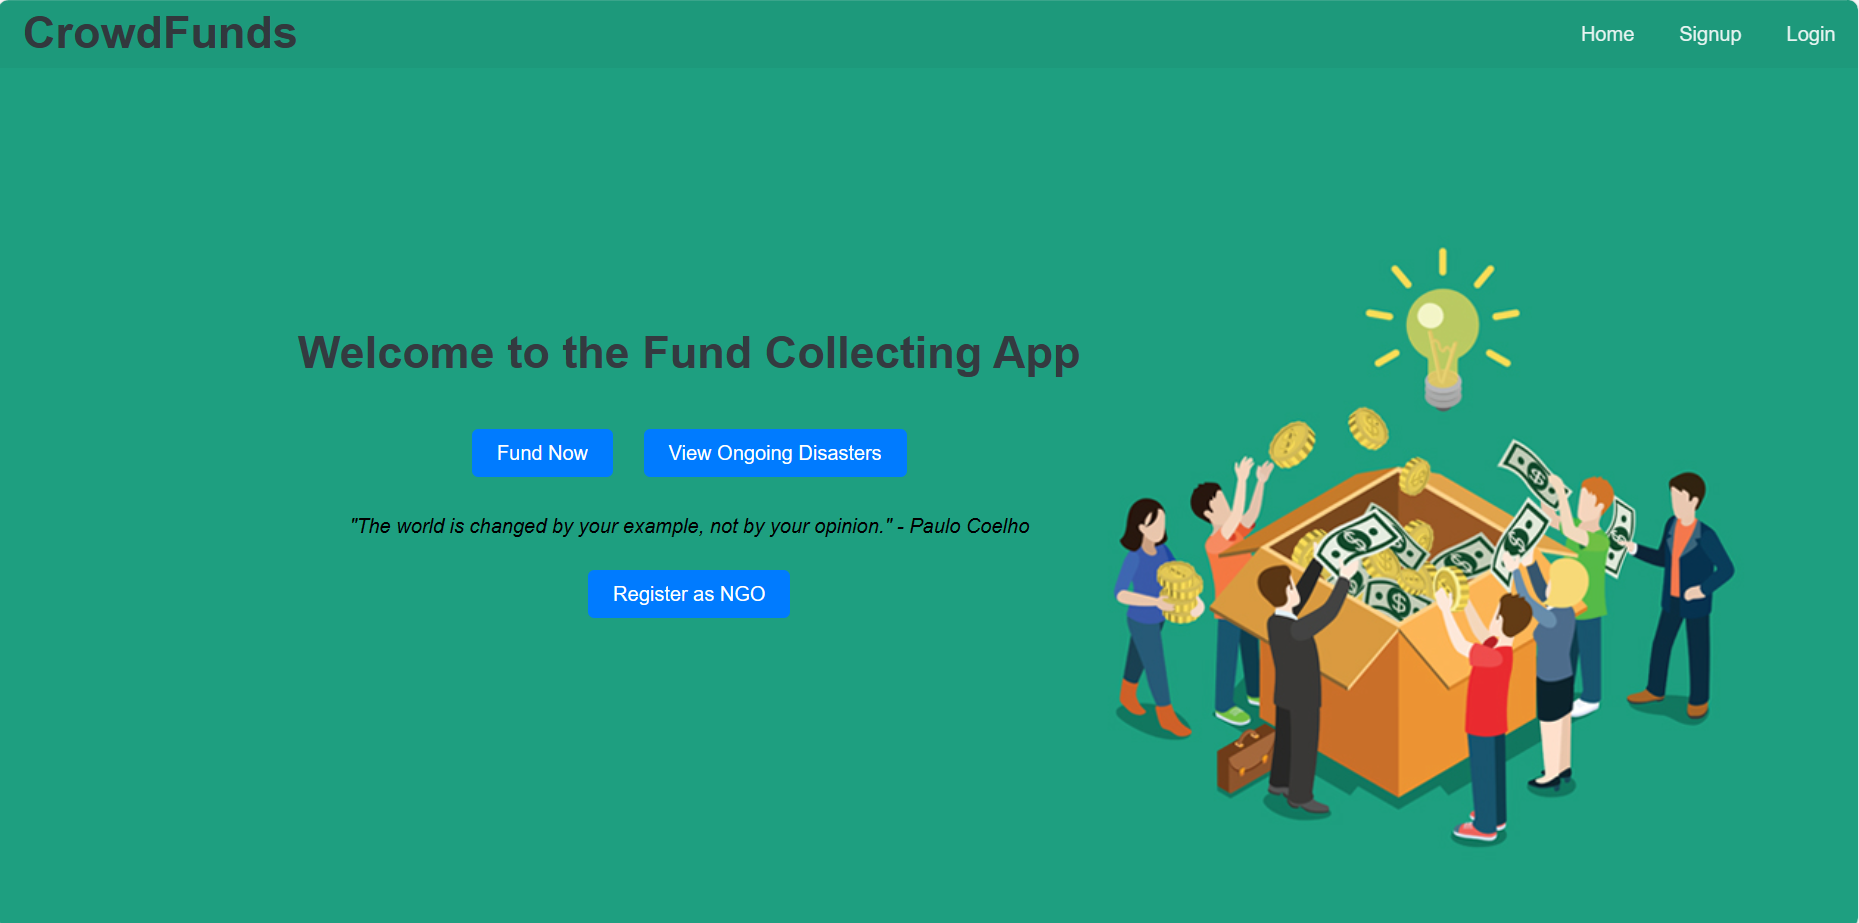 CrowdFunds
Home Signup Login
Welcome to the Fund Collecting App
Fund Now View Ongoing Disasters
"The world is changed by your example, not by your opinion." - Paulo Coelho
Register as NGO